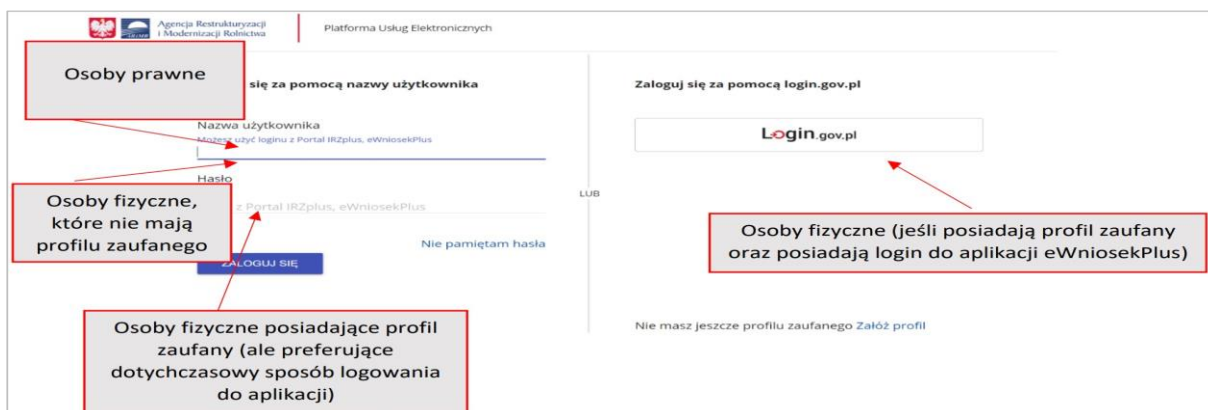 Agencja Restrukturyzacji
i Modernizacji Rolnictwa
Platforma Usług Elektronicznych
Osoby prawne
się za pomocą nazwy użytkownika
Nazwa użytkownika
Możesz użyć loginu z Portal IRZplus, eWniosekPlus
Hasło
z Portal IRZplus, eWniosekPlus
Osoby fizyczne,
które nie mają
profilu zaufanego
Nie pamiętam hasła
ZALOGUJ SIĘ
Osoby fizyczne posiadające profil
zaufany (ale preferujące
dotychczasowy sposób logowania
do aplikacji)
LUB
Zaloguj się za pomocą login.gov.pl
Login.gov.pl
Osoby fizyczne (jeśli posiadają profil zaufany
oraz posiadają login do aplikacji eWniosekPlus)
Nie masz jeszcze profilu zaufanego Załóż profil